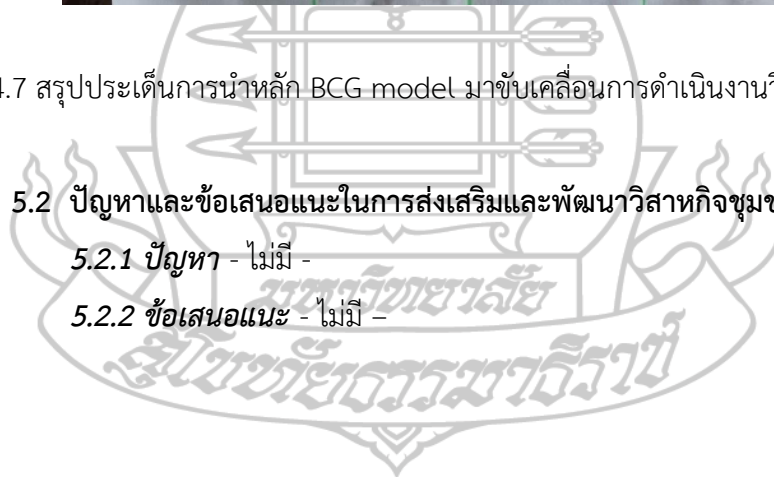 4.7 สรุปประเด็นการนำหลัก BCG model มาขับเคลื่อนการดำเนินงานวิ
5.2 ปัญหาและข้อเสนอแนะในการส่งเสริมและพัฒนาวิสาหกิจชุมช
5.2.1 ปัญหา - ไม่มี -
5.2.2 ข้อเสนอแนะ - ไม่มี –
มหาวิทยาลัย
สุโขทัยธรรมาธิราช